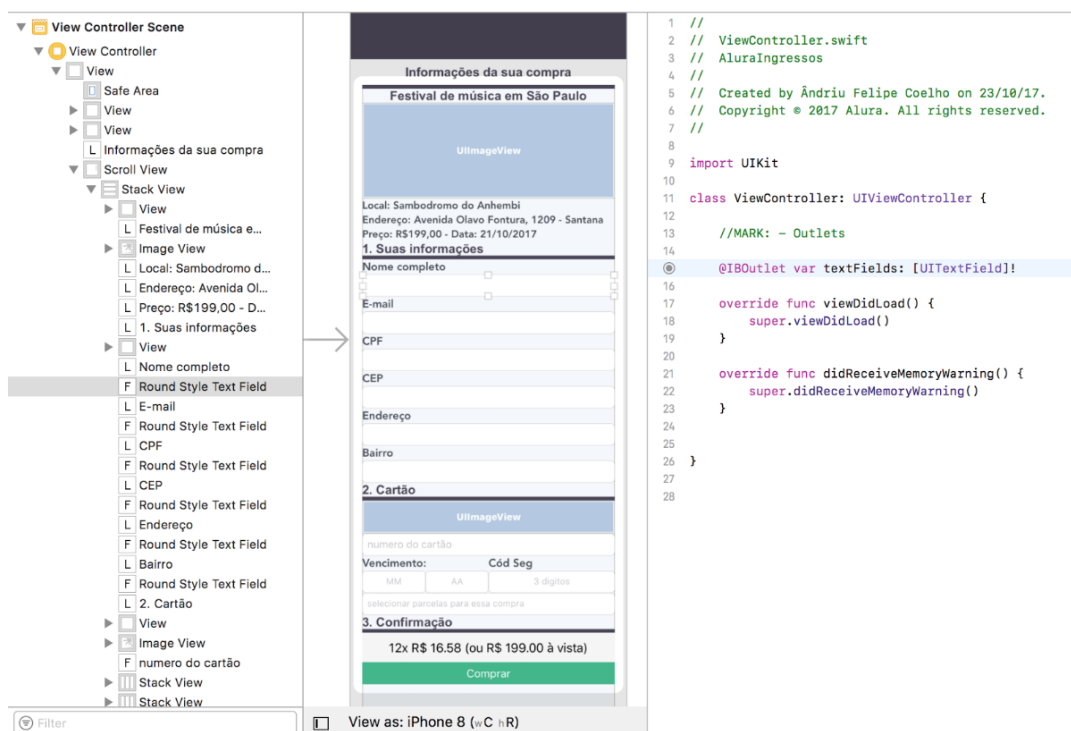 View Controller Scene
View Controller
View
Safe Area
View
View
L Informações da sua compra
Scroll View
Stack View
View
L Festival de música e...
Image View
L Local: Sambodromo d...
L Endereço: Avenida Ol...
L Preço: R$199,00 - D...
L 1. Suas informações
View
L Nome completo
F Round Style Text Field
L E-mail
F Round Style Text Field
L CPF
F Round Style Text Field
L CEP
F Round Style Text Field
L Endereço
F Round Style Text Field
L Bairro
F Round Style Text Field
L 2. Cartão
View
Image View
F numero do cartão
Stack View
Stack View
Filter
Informações da sua compra
Festival de música em São Paulo
UIImageView
Local: Sambodromo do Anhembi
Endereço: Avenida Olavo Fontura, 1209 - Santana
Preço: R$199,00 - Data: 21/10/2017
1. Suas informações
Nome completo
E-mail
CPF
CEP
Endereço
Bairro
2. Cartão
UIImageView
numero do cartão
Vencimento: Cód Seg
MM AA 3 digitos
selecionar parcelas para essa compra
3. Confirmação
12x R$ 16.58 (ou R$ 199.00 à vista)
Comprar
View as: iPhone 8 (wC hR)
1 //
2 // ViewController.swift
3 // AluraIngressos
4 //
5 // Created by Ândriu Felipe Coelho on 23/10/17.
6 // Copyright © 2017 Alura. All rights reserved.
7 //
8
9 import UIKit
10
11 class ViewController: UIViewController {
12
13 //MARK: - Outlets
14
@IBOutlet var textFields: [UITextField]!
16
17 override func viewDidLoad() {
18 super.viewDidLoad()
19 }
20
21 override func didReceiveMemoryWarning() {
22 super.didReceiveMemoryWarning()
23 }
24
25
26 }
27
28